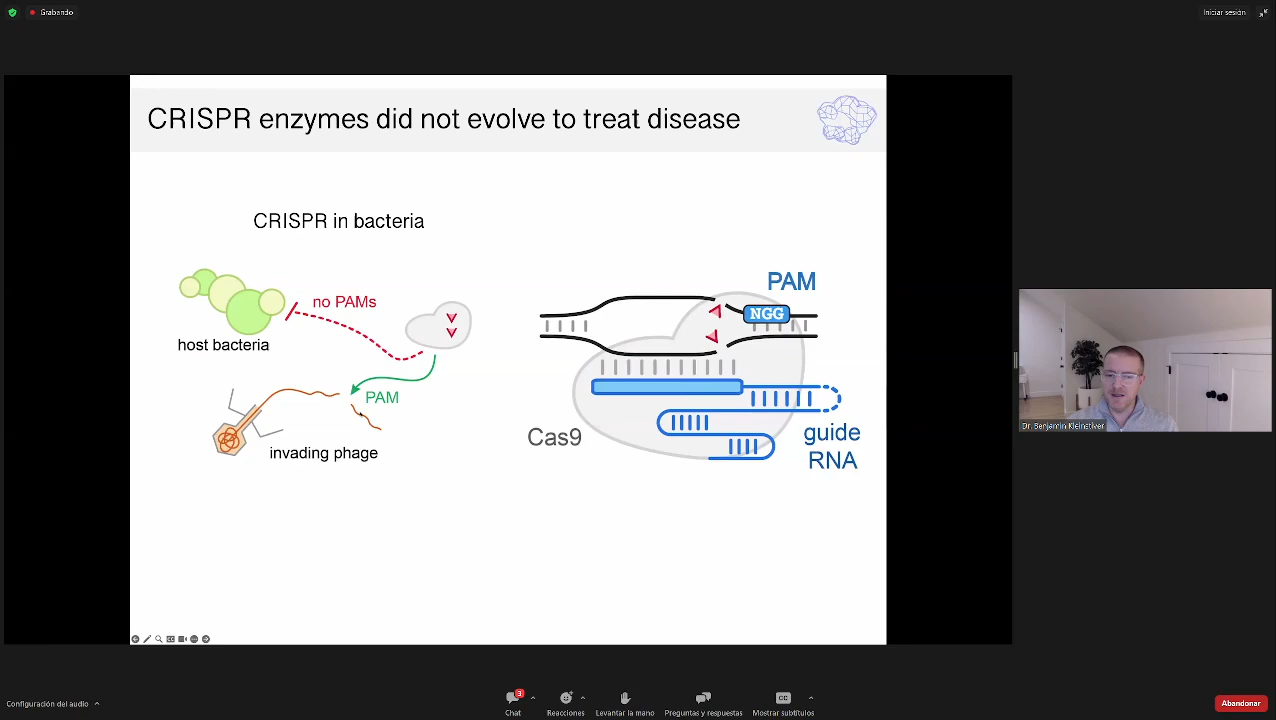 Grabando
Iniciar sesión
CRISPR enzymes did not evolve to treat disease
CRISPR in bacteria
no PAMs
host bacteria
PAM
invading phage
PAM
NGG
Cas9
guide
RNA
Dr. Benjamin Kleinstiver
Configuración del audio
3
Chat
Reacciones
Levantar la mano
Preguntas y respuestas
CC
Mostrar subtítulos
Abandonar